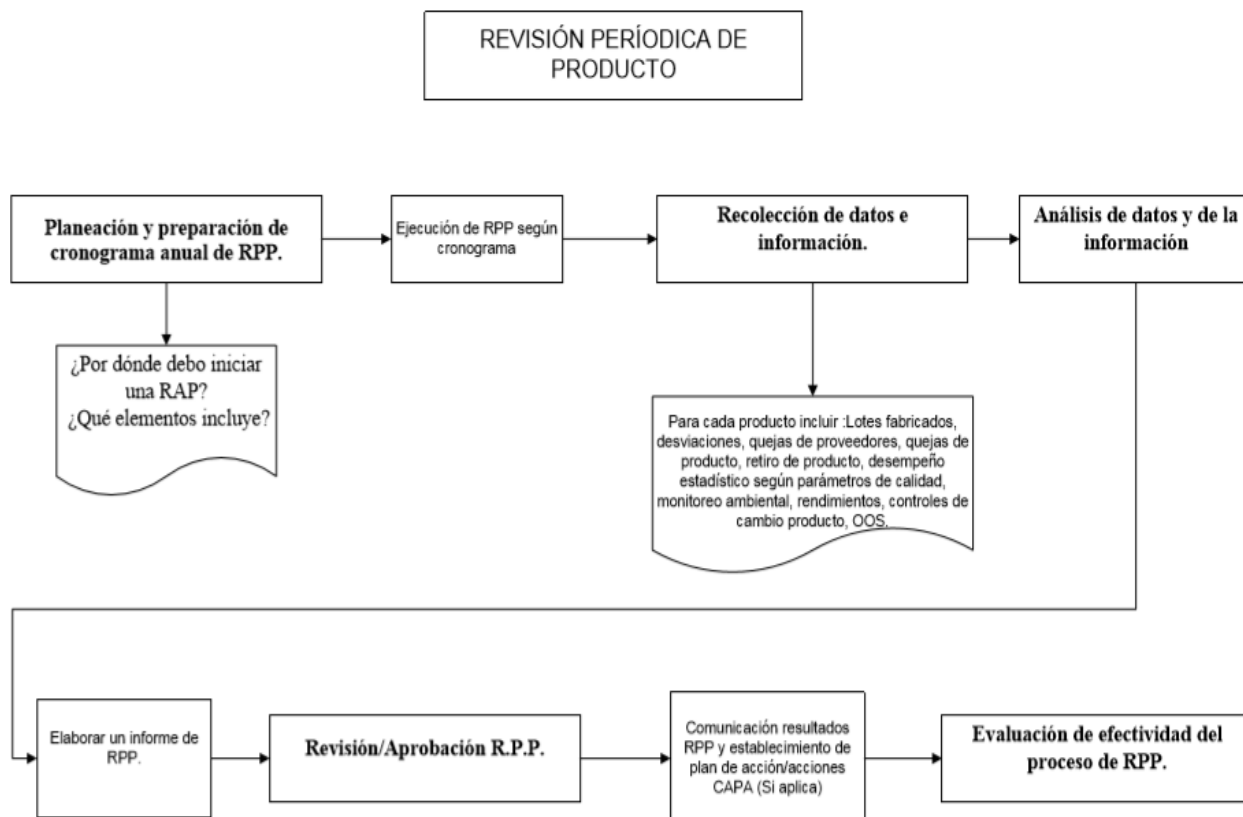 REVISIÓN PERÍODICA DE
PRODUCTO
Planeación y preparación de
cronograma anual de RPP.
Ejecución de RPP según
cronograma
Recolección de datos e
información.
Análisis de datos y de la
información
¿Por dónde debo iniciar
una RAP?
¿Qué elementos incluye?
Para cada producto incluir :Lotes fabricados,
desviaciones, quejas de proveedores, quejas de
producto, retiro de producto, desempeño
estadístico según parámetros de calidad,
monitoreo ambiental, rendimientos, controles de
cambio producto, OOS.
Elaborar un informe de
RPP.
Revisión/Aprobación R.P.P.
Comunicación resultados
RPP y establecimiento de
plan de acción/acciones
CAPA (Si aplica)
Evaluación de efectividad del
proceso de RPP.